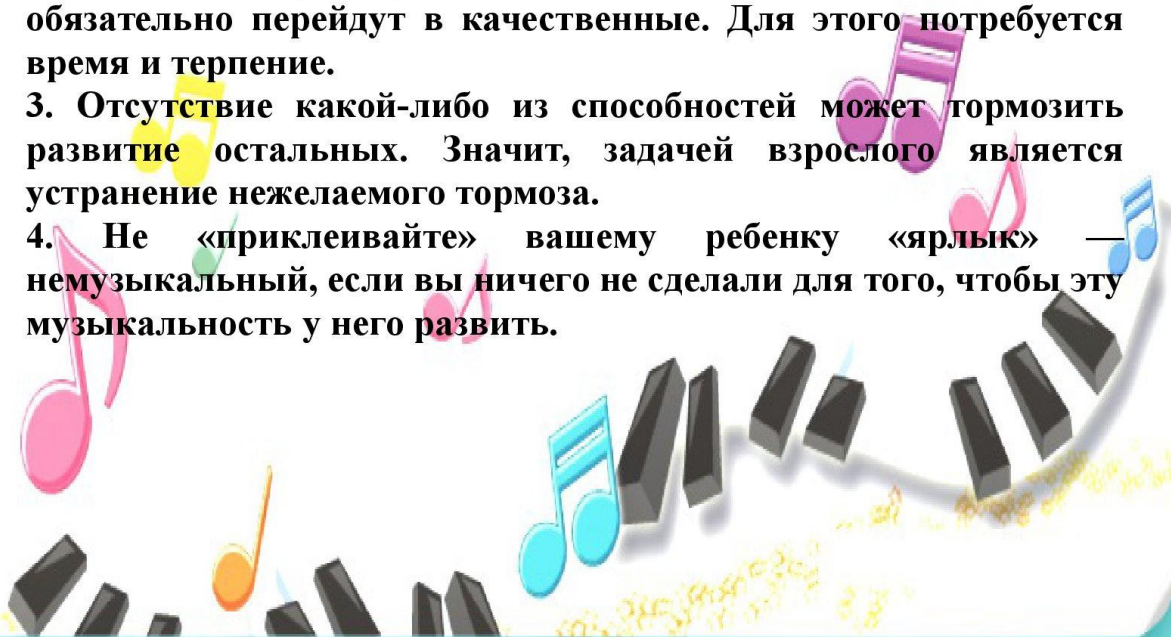 обязательно перейдут в качественные. Для этого потребуется
время и терпение.
3. Отсутствие какой-либо из способностей может тормозить
развитие остальных. Значит, задачей взрослого является
устранение нежелаемого тормоза.
4. Не «приклеивайте» вашему ребенку «ярлык» —
немузыкальный, если вы ничего не сделали для того, чтобы эту
музыкальность у него развить.